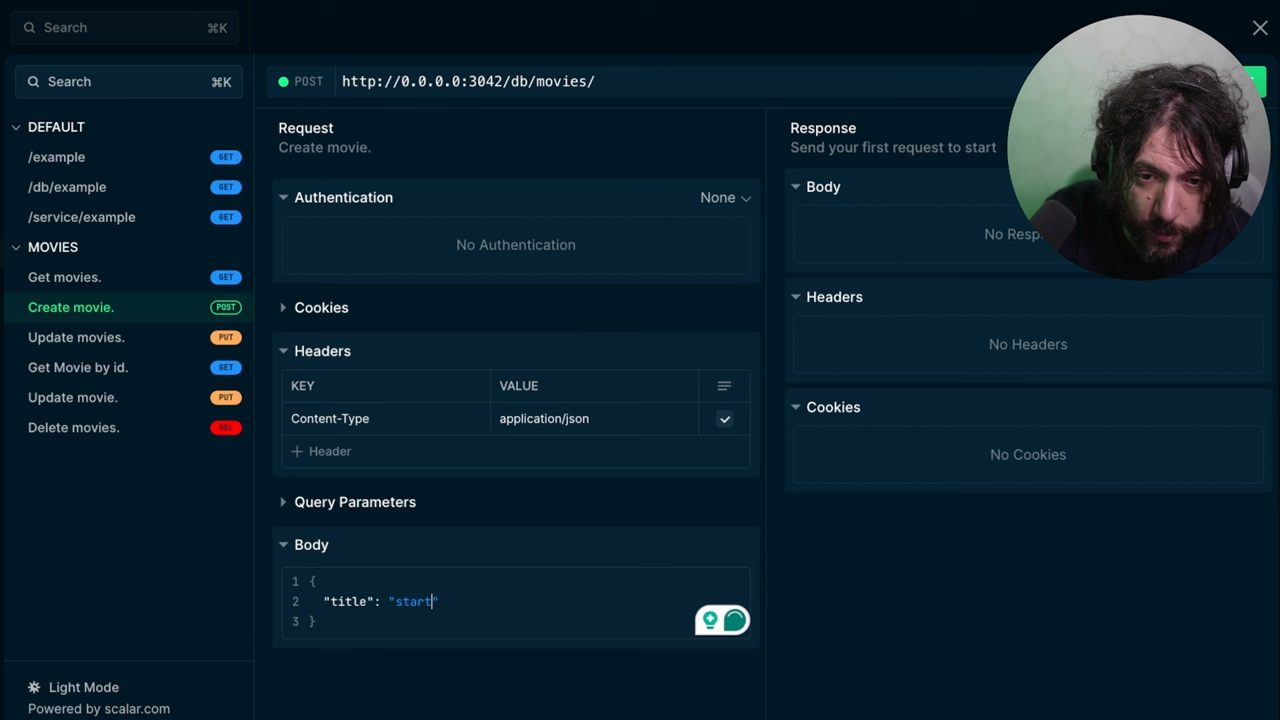 Search ⌘K
Search ⌘K
DEFAULT
/example GET
/db/example GET
/service/example GET
MOVIES
Get movies. GET
Create movie. POST
Update movies. PUT
Get Movie by id. GET
Update movie. PUT
Delete movies. DEL
Light Mode
Powered by scalar.com
POST http://0.0.0.0:3042/db/movies/
Request
Create movie.
Authentication None
No Authentication
Cookies
Headers
KEY VALUE
Content-Type application/json
Header
Query Parameters
Body
1 {
2 "title": "start"
3 }
Response
Send your first request to start
Body
No
Headers
No Headers
Cookies
No Cookies